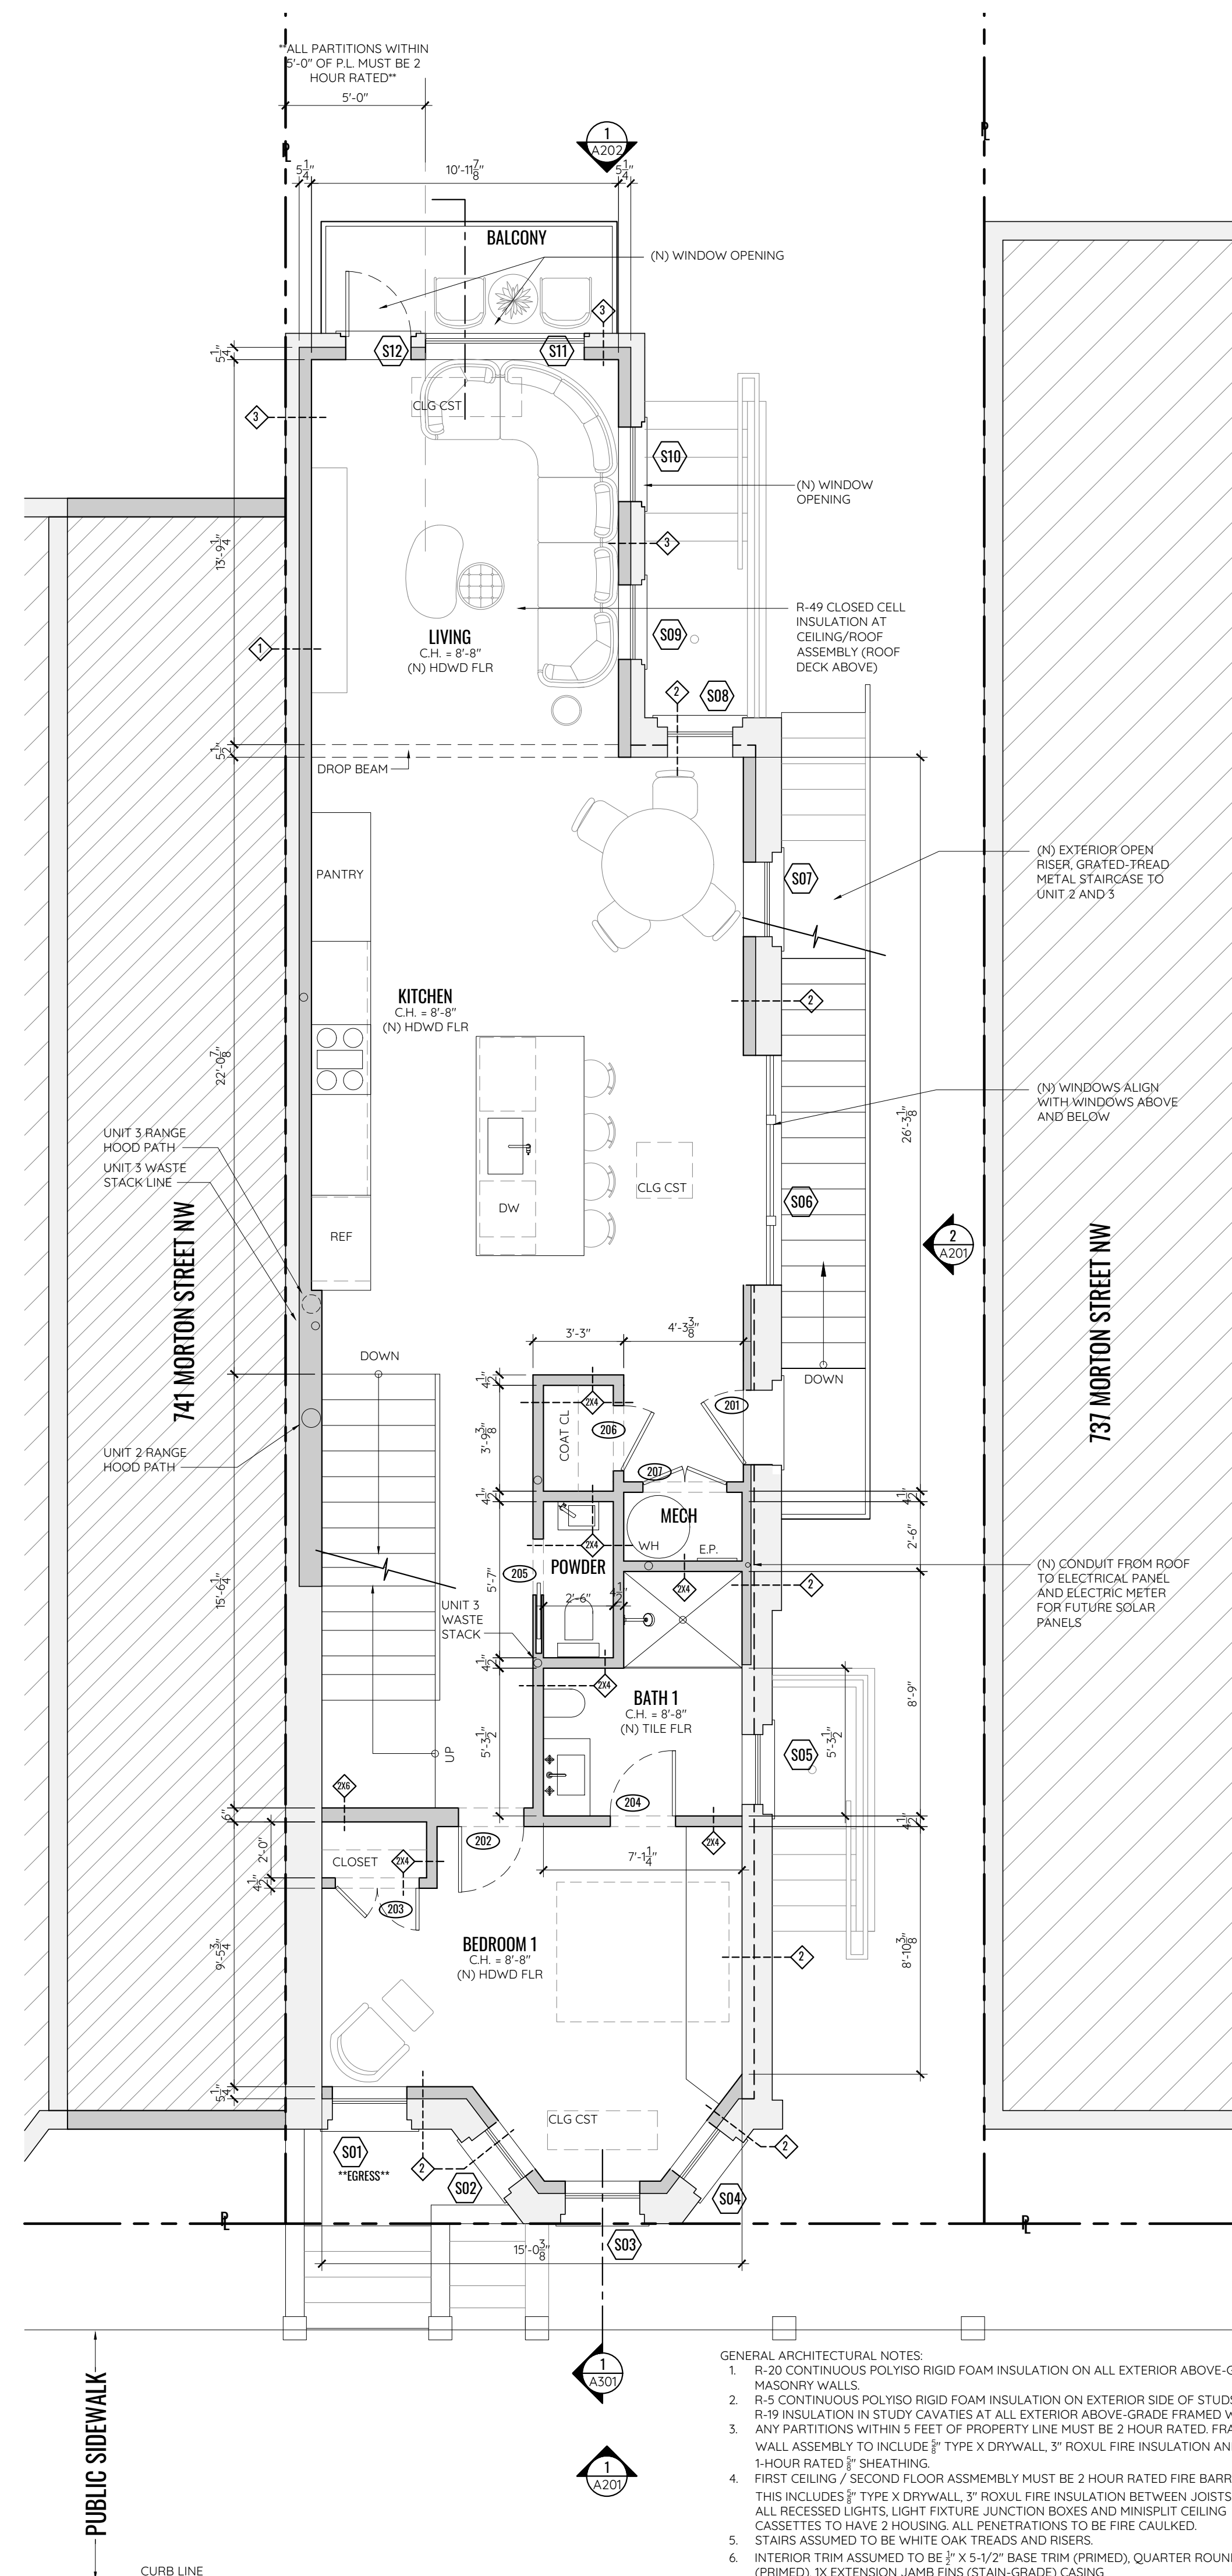 **ALL PARTITIONS WITHIN
5'-0" OF P.L. MUST BE 2
HOUR RATED**
5'-0"
PL
PL
1
A202
5 1/4"
10'-11 7/8"
5 1/4"
BALCONY
(N) WINDOW OPENING
3
S12
S11
5 1/4"
CLG CST
3
S10
(N) WINDOW
OPENING
13'-9 1/4"
3
R-49 CLOSED CELL
INSULATION AT
CEILING/ROOF
ASSEMBLY (ROOF
DECK ABOVE)
S09
LIVING
C.H. = 8'-8"
(N) HDWD FLR
1
2
S08
5 1/2"
DROP BEAM
PANTRY
S07
(N) EXTERIOR OPEN
RISER, GRATED-TREAD
METAL STAIRCASE TO
UNIT 2 AND 3
KITCHEN
C.H. = 8'-8"
(N) HDWD FLR
2
22'-0 7/8"
(N) WINDOWS ALIGN
WITH WINDOWS ABOVE
AND BELOW
26'-3 1/8"
UNIT 3 RANGE
HOOD PATH
UNIT 3 WASTE
STACK LINE
CLG CST
S06
DW
REF
741 MORTON STREET NW
737 MORTON STREET NW
2
A201
3'-3"
4'-3 3/8"
DOWN
DOWN
4 1/2"
2X4
201
206
COAT CL
3'-9 3/8"
UNIT 2 RANGE
HOOD PATH
207
4 1/2"
4 1/2"
MECH
WH
E.P.
2X4
2'-6"
POWDER
205
5'-7"
2'-6"
4 1/2"
2X4
2
(N) CONDUIT FROM ROOF
TO ELECTRICAL PANEL
AND ELECTRIC METER
FOR FUTURE SOLAR
PANELS
15'-6 1/4"
UNIT 3
WASTE
STACK
4 1/2"
2X4
BATH 1
C.H. = 8'-8"
(N) TILE FLR
8'-9"
5'-3 1/2"
5'-3 1/2"
UP
S05
2X6
204
6"
4 1/2"
202
2X4
2'-0"
CLOSET
2X4
7'-1 1/4"
4 1/2"
203
BEDROOM 1
C.H. = 8'-8"
(N) HDWD FLR
9'-5 3/4"
2
8'-10 3/8"
5 1/4"
CLG CST
S01
**EGRESS**
2
2
S02
S04
PL
PL
S03
15'-0 3/8"
1
A301
1
A201
PUBLIC SIDEWALK
CURB LINE
GENERAL ARCHITECTURAL NOTES:
1. R-20 CONTINUOUS POLYISO RIGID FOAM INSULATION ON ALL EXTERIOR ABOVE-G
MASONRY WALLS.
2. R-5 CONTINUOUS POLYISO RIGID FOAM INSULATION ON EXTERIOR SIDE OF STUDS
R-19 INSULATION IN STUDY CAVATIES AT ALL EXTERIOR ABOVE-GRADE FRAMED W
3. ANY PARTITIONS WITHIN 5 FEET OF PROPERTY LINE MUST BE 2 HOUR RATED. FRA
WALL ASSEMBLY TO INCLUDE 5/8" TYPE X DRYWALL, 3" ROXUL FIRE INSULATION AN
1-HOUR RATED 5/8" SHEATHING.
4. FIRST CEILING / SECOND FLOOR ASSMEMBLY MUST BE 2 HOUR RATED FIRE BARR
THIS INCLUDES 5/8" TYPE X DRYWALL, 3" ROXUL FIRE INSULATION BETWEEN JOISTS
ALL RECESSED LIGHTS, LIGHT FIXTURE JUNCTION BOXES AND MINISPLIT CEILING
CASSETTES TO HAVE 2 HOUSING. ALL PENETRATIONS TO BE FIRE CAULKED.
5. STAIRS ASSUMED TO BE WHITE OAK TREADS AND RISERS.
6. INTERIOR TRIM ASSUMED TO BE 1/2" X 5-1/2" BASE TRIM (PRIMED), QUARTER ROUN
(PRIMED), 1X EXTENSION JAMB FINS (STAIN-GRADE) CASING